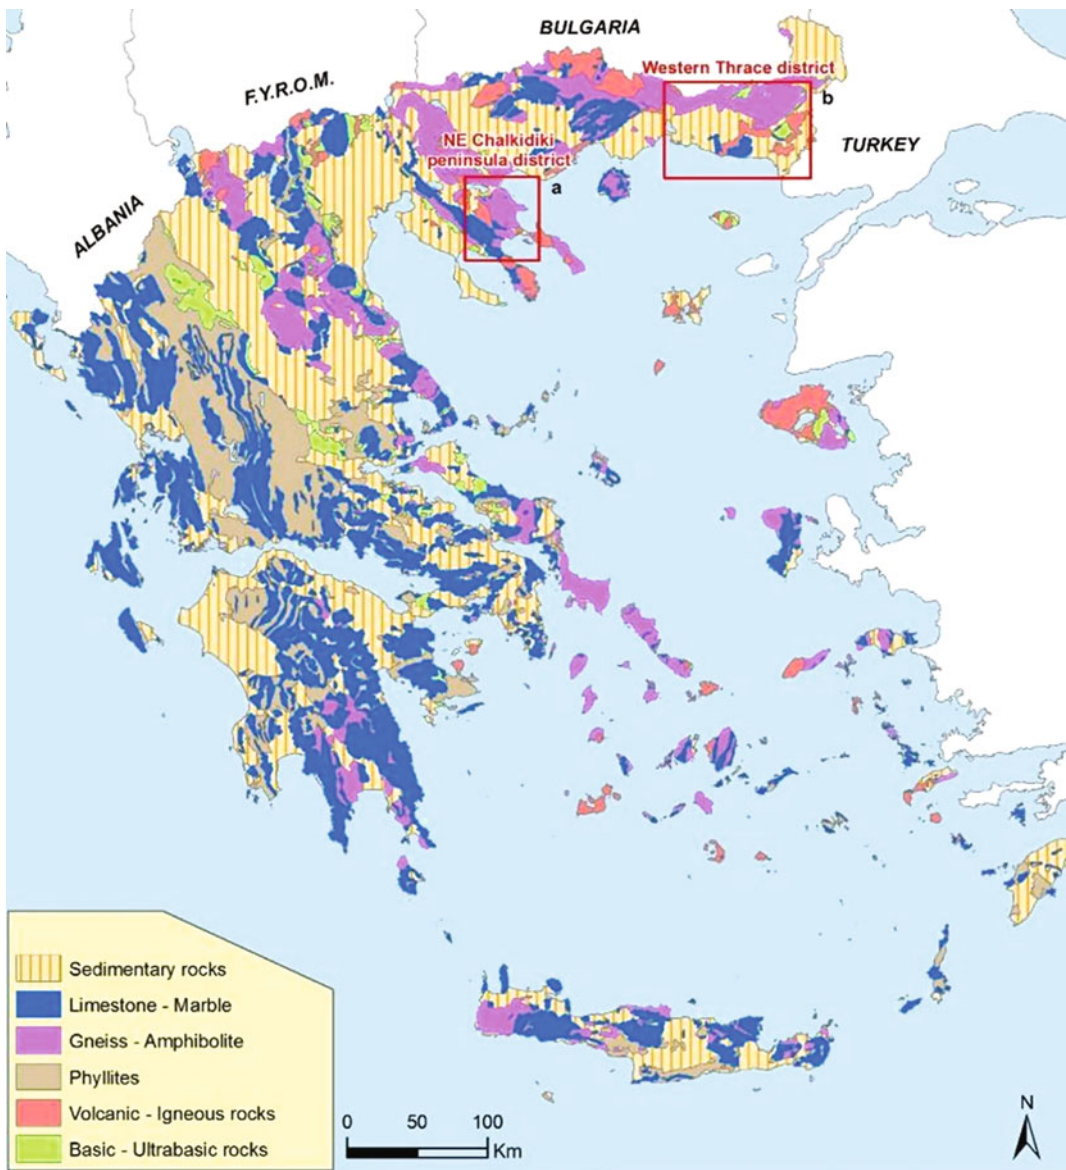 BULGARIA
Western Thrace district
F.Y.R.O.M.
b
NE Chalkidiki
peninsula district
TURKEY
a
ALBANIA
Sedimentary rocks
Limestone - Marble
Gneiss - Amphibolite
Phyllites
Volcanic - Igneous rocks
Basic - Ultrabasic rocks
0 50 100
Km
N